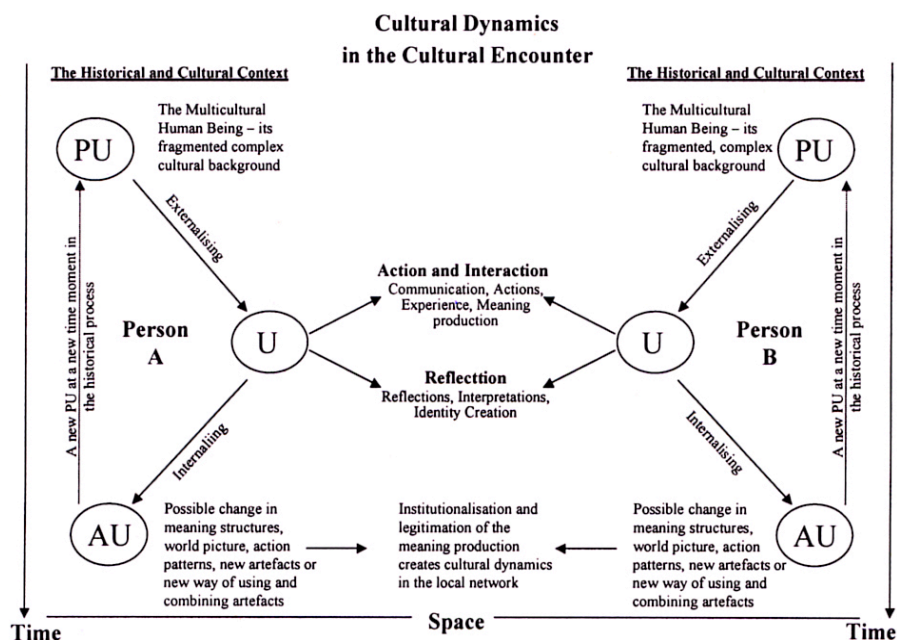 Cultural Dynamics
in the Cultural Encounter
The Historical and Cultural Context
The Multicultural
Human Being – its
fragmented complex
cultural background
PU
Externalising
A new PU at a new time moment in
the historical process
Person
A
U
Internaliing
AU
Possible change in
meaning structures,
world picture, action
patterns, new artefacts or
new way of using and
combining artefacts
Action and Interaction
Communication, Actions,
Experience, Meaning
production
Reflecttion
Reflections, Interpretations,
Identity Creation
Institutionalisation and
legitimation of the
meaning production
creates cultural dynamics
in the local network
The Historical and Cultural Context
The Multicultural
Human Being – its
fragmented, complex
cultural background
PU
Externalising
U
Person
B
A new PU at a new time moment in
the historical process
Internalising
AU
Possible change in
meaning structures,
world picture, action
patterns, new artefacts or
new way of using and
combining artefacts
Time
Space
Time